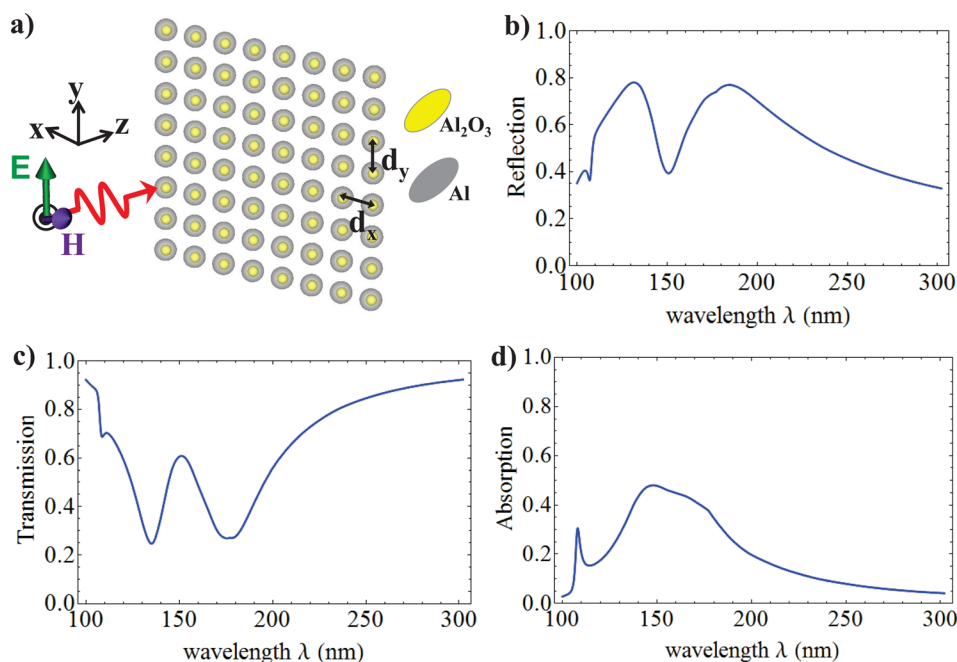 a)
y
x
z
E
H
Al₂O₃
Al
dy
dx
b)
Reflection
1.0
0.8
0.6
0.4
0.2
0.0
100 150 200 250 300
wavelength λ (nm)
c)
Transmission
1.0
0.8
0.6
0.4
0.2
0.0
100 150 200 250 300
wavelength λ (nm)
d)
Absorption
1.0
0.8
0.6
0.4
0.2
0.0
100 150 200 250 300
wavelength λ (nm)